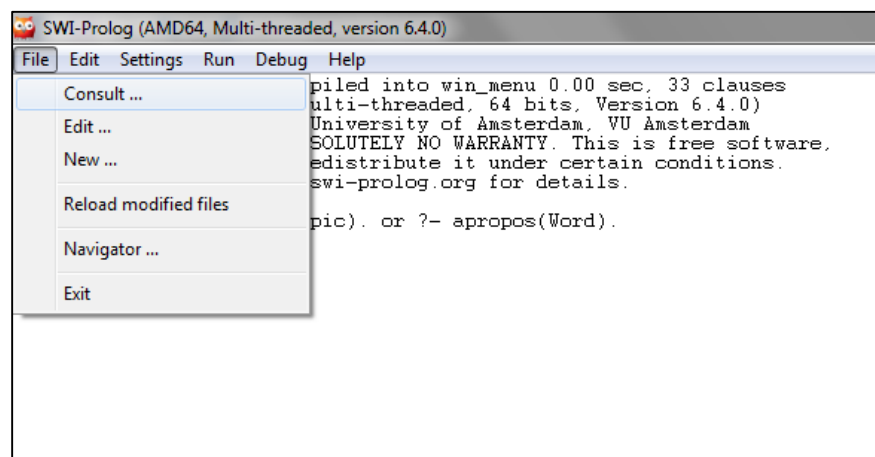 SWI-Prolog (AMD64, Multi-threaded, version 6.4.0)
File Edit Settings Run Debug Help
Consult ...
Edit ...
New ...
Reload modified files
Navigator ...
Exit
piled into win_menu 0.00 sec, 33 clauses
ulti-threaded, 64 bits, Version 6.4.0)
University of Amsterdam, VU Amsterdam
SOLUTELY NO WARRANTY. This is free software,
edistribute it under certain conditions.
swi-prolog.org for details.
pic). or ?- apropos(Word).